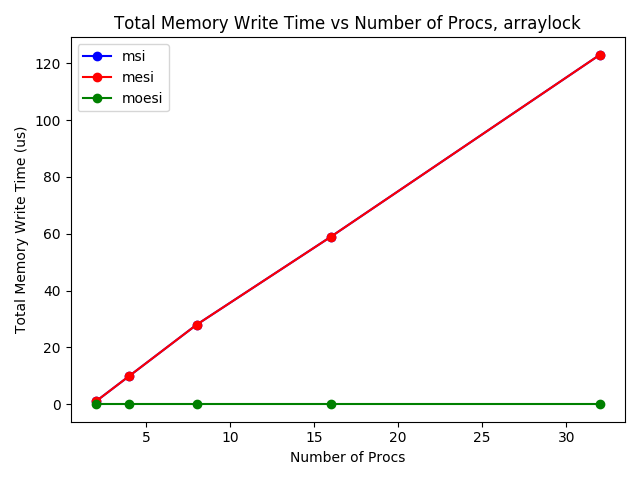 Total Memory Write Time vs Number of Procs, arraylock
msi
mesi
moesi
Total Memory Write Time (us)
120
100
80
60
40
20
0
5 10 15 20 25 30
Number of Procs